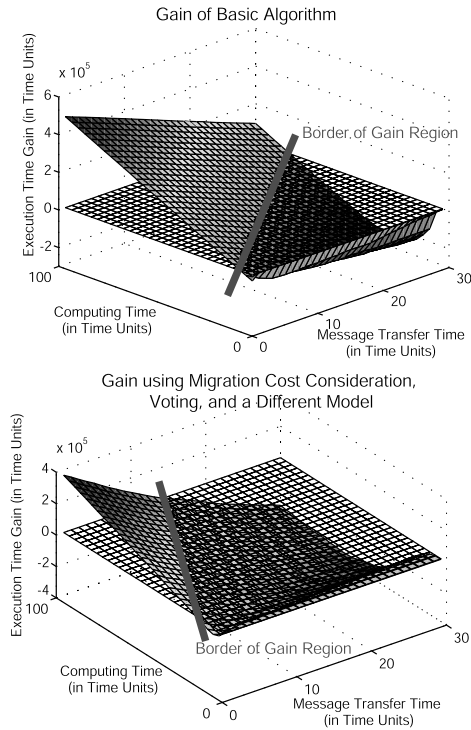 Gain of Basic Algorithm
x 10^5
6
4
2
0
-2
100
Execution Time Gain (in Time Units)
Border of Gain Region
Computing Time
(in Time Units)
0
0
10
20
30
Message Transfer Time
(in Time Units)
Gain using Migration Cost Consideration,
Voting, and a Different Model
x 10^5
4
2
0
-2
-4
100
Execution Time Gain (in Time Units)
Border of Gain Region
Computing Time
(in Time Units)
0
0
10
20
30
Message Transfer Time
(in Time Units)